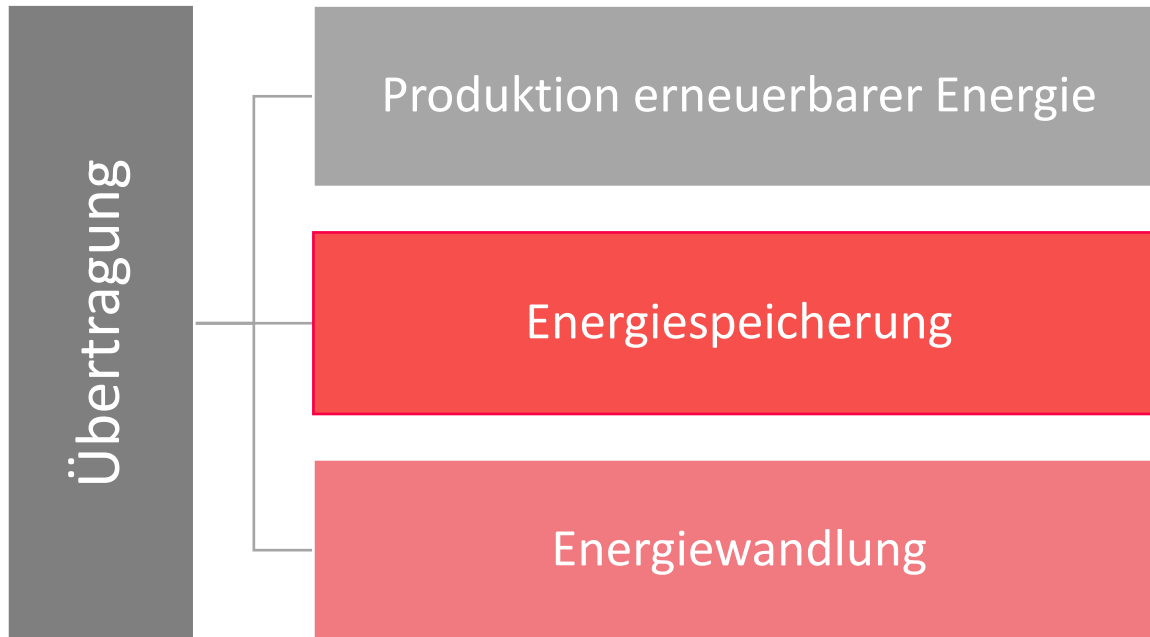 Übertragung
Produktion erneuerbarer Energie
Energiespeicherung
Energiewandlung